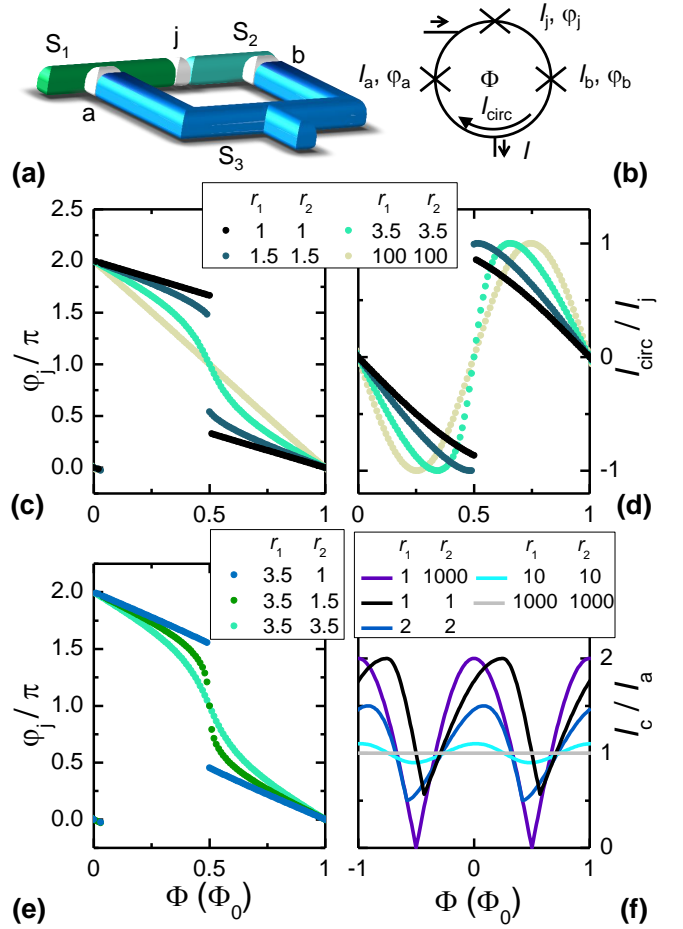 S1 j S2 b
a
S3
(a)
Ij, φj
Ia, φa Φ Ib, φb
Icirc
I
(b)
r1 r2 r1 r2
1 1 3.5 3.5
1.5 1.5 100 100
2.5
2.0
1.5
1.0
0.5
0.0
φj / π
0 0.5 1
(c)
1
0
-1
Icirc / Ij
0 0.5 1
(d)
r1 r2
3.5 1
3.5 1.5
3.5 3.5
2.0
1.5
1.0
0.5
0.0
φj / π
0 0.5 1
Φ (Φ0)
(e)
r1 r2 r1 r2
1 1000 10 10
1 1 1000 1000
2 2
2
1
0
Ic / Ia
-1 0 1
Φ (Φ0)
(f)